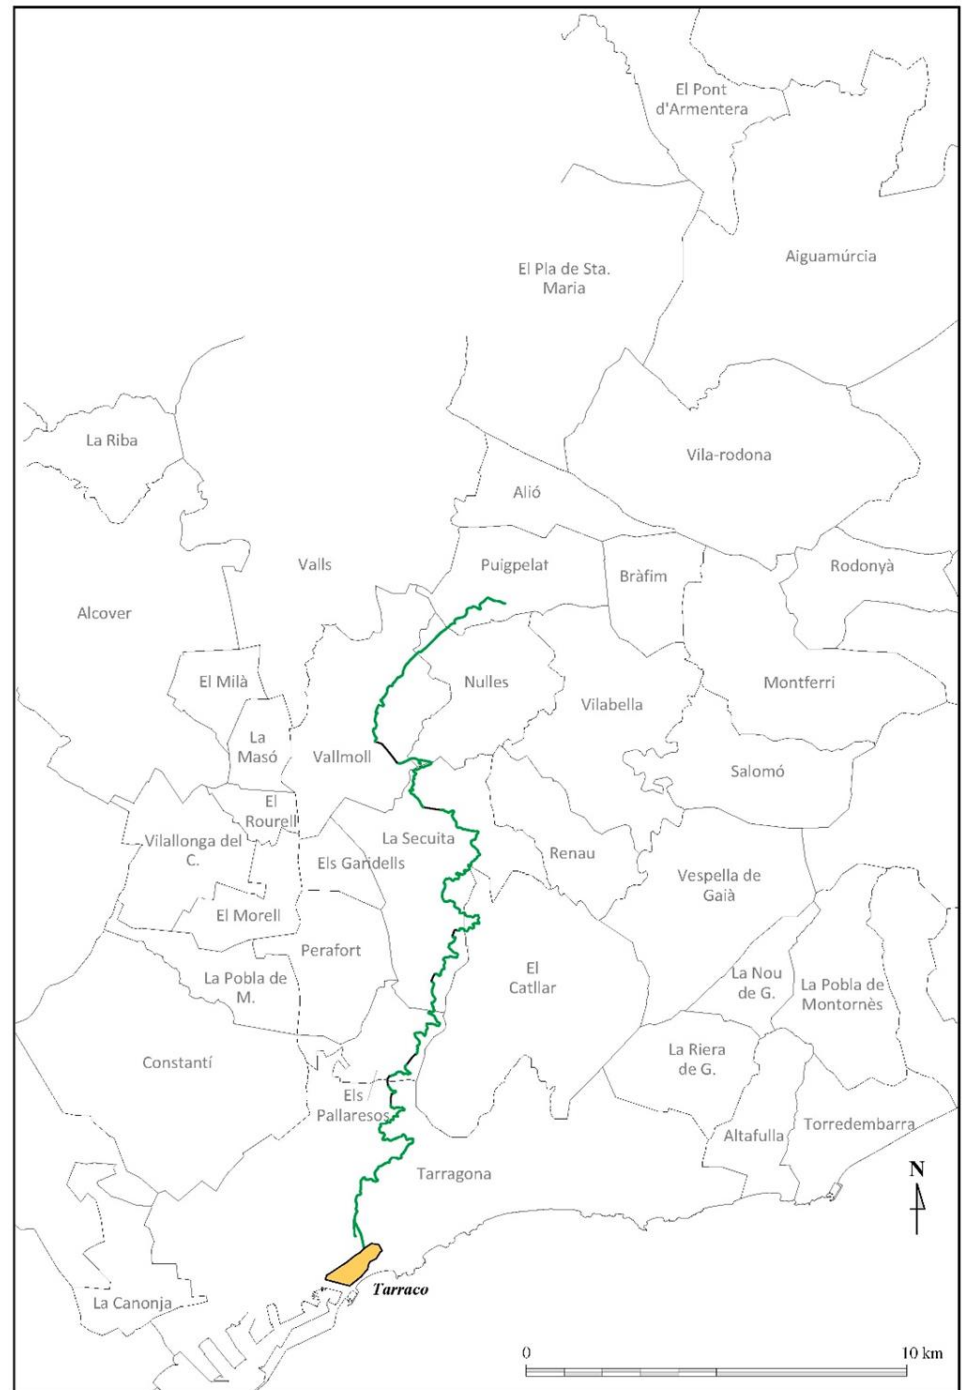 El Pont
d'Armentera
Aiguamúrcia
El Pla de Sta.
Maria
La Riba
Vila-rodona
Alió
Valls
Puigpelat
Bràfim
Rodonyà
Alcover
El Milà
Nulles
Vilabella
Montferri
La
Masó
Vallmoll
Salomó
El
Rourell
Vilallonga del
C.
Els Garidells
La Secuita
Renau
Vespella de
Gaià
El Morell
Perafort
La Pobla de
M.
El
Catllar
La Nou
de G.
La Pobla de
Montornès
Constantí
La Riera
de G.
Els
Pallaresos
Altafulla
Torredembarra
Tarragona
N
Tarraco
La Canonja
0
10 km